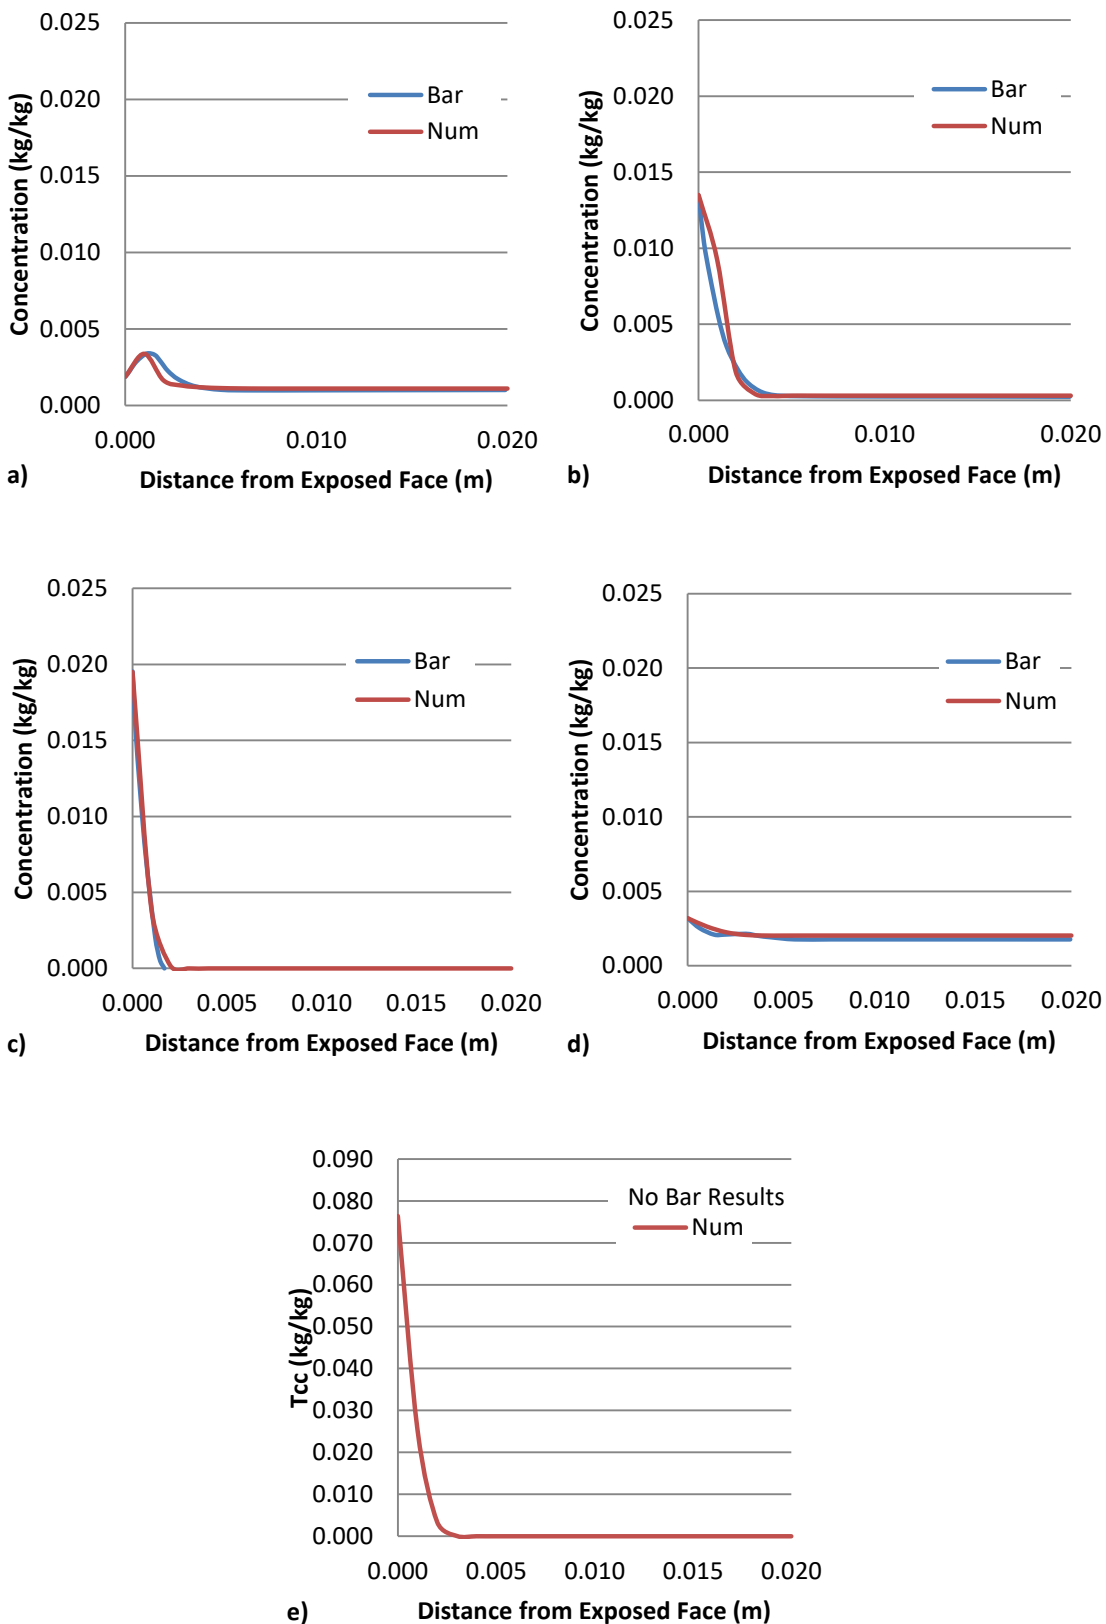 0.025
0.020
0.015
0.010
0.005
0.000
Concentration (kg/kg)
Bar
Num
0.000 0.010 0.020
Distance from Exposed Face (m)
a)
0.025
0.020
0.015
0.010
0.005
0.000
Concentration (kg/kg)
Bar
Num
0.000 0.010 0.020
Distance from Exposed Face (m)
b)
0.025
0.020
0.015
0.010
0.005
0.000
Concentration (kg/kg)
Bar
Num
0.000 0.005 0.010 0.015 0.020
Distance from Exposed Face (m)
c)
0.025
0.020
0.015
0.010
0.005
0.000
Concentration (kg/kg)
Bar
Num
0.000 0.005 0.010 0.015 0.020
Distance from Exposed Face (m)
d)
0.090
0.080
0.070
0.060
0.050
0.040
0.030
0.020
0.010
0.000
Tcc (kg/kg)
No Bar Results
Num
0.000 0.005 0.010 0.015 0.020
Distance from Exposed Face (m)
e)